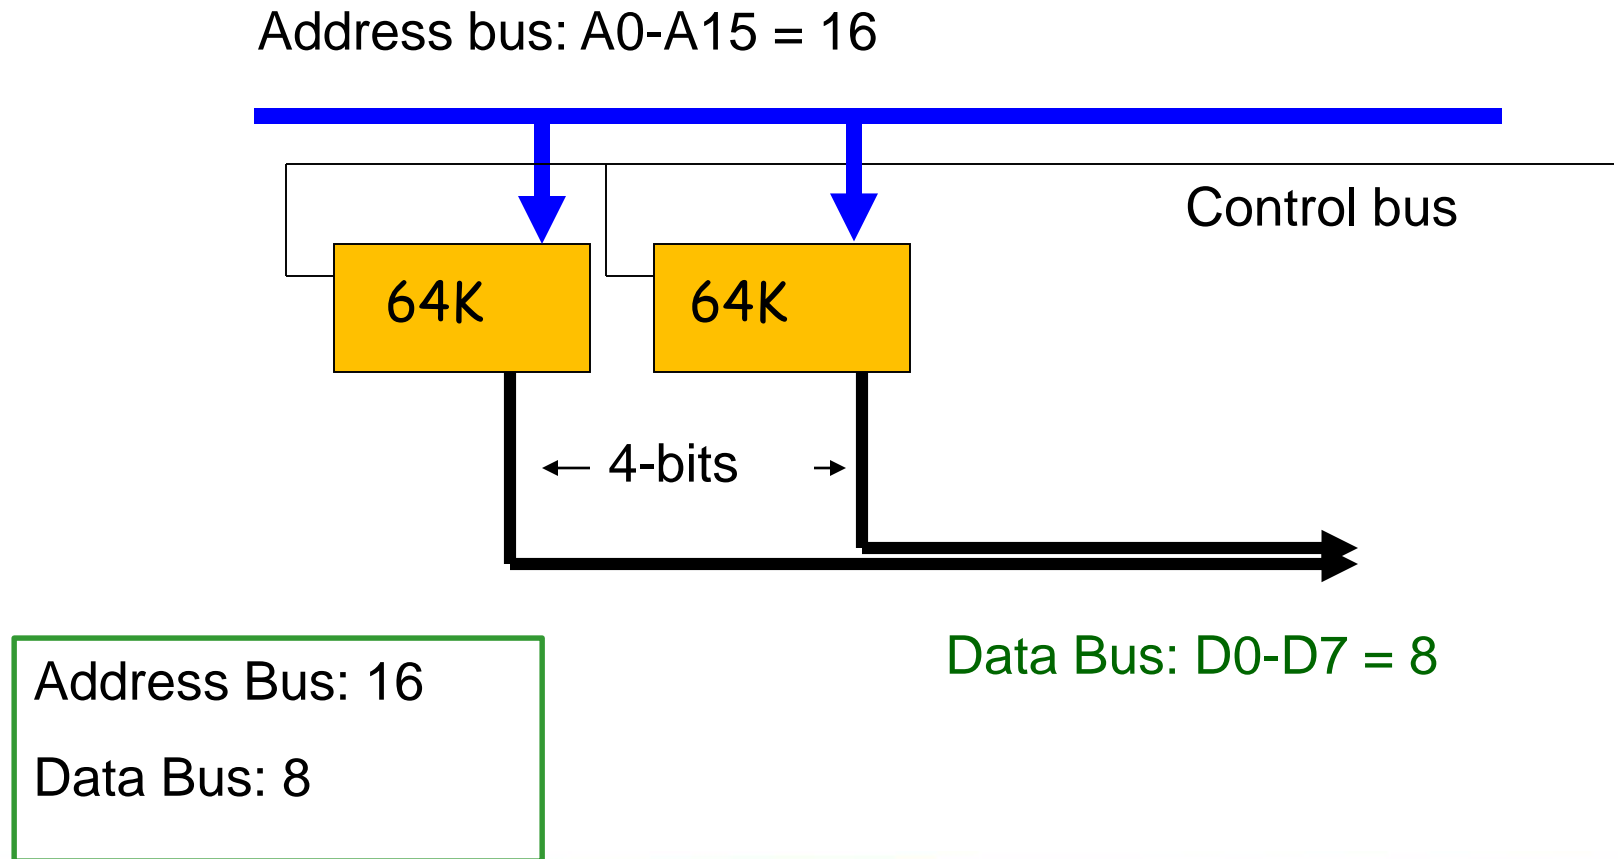 Address bus: A0-A15 = 16
Control bus
64K
64K
4-bits
Data Bus: D0-D7 = 8
Address Bus: 16
Data Bus: 8